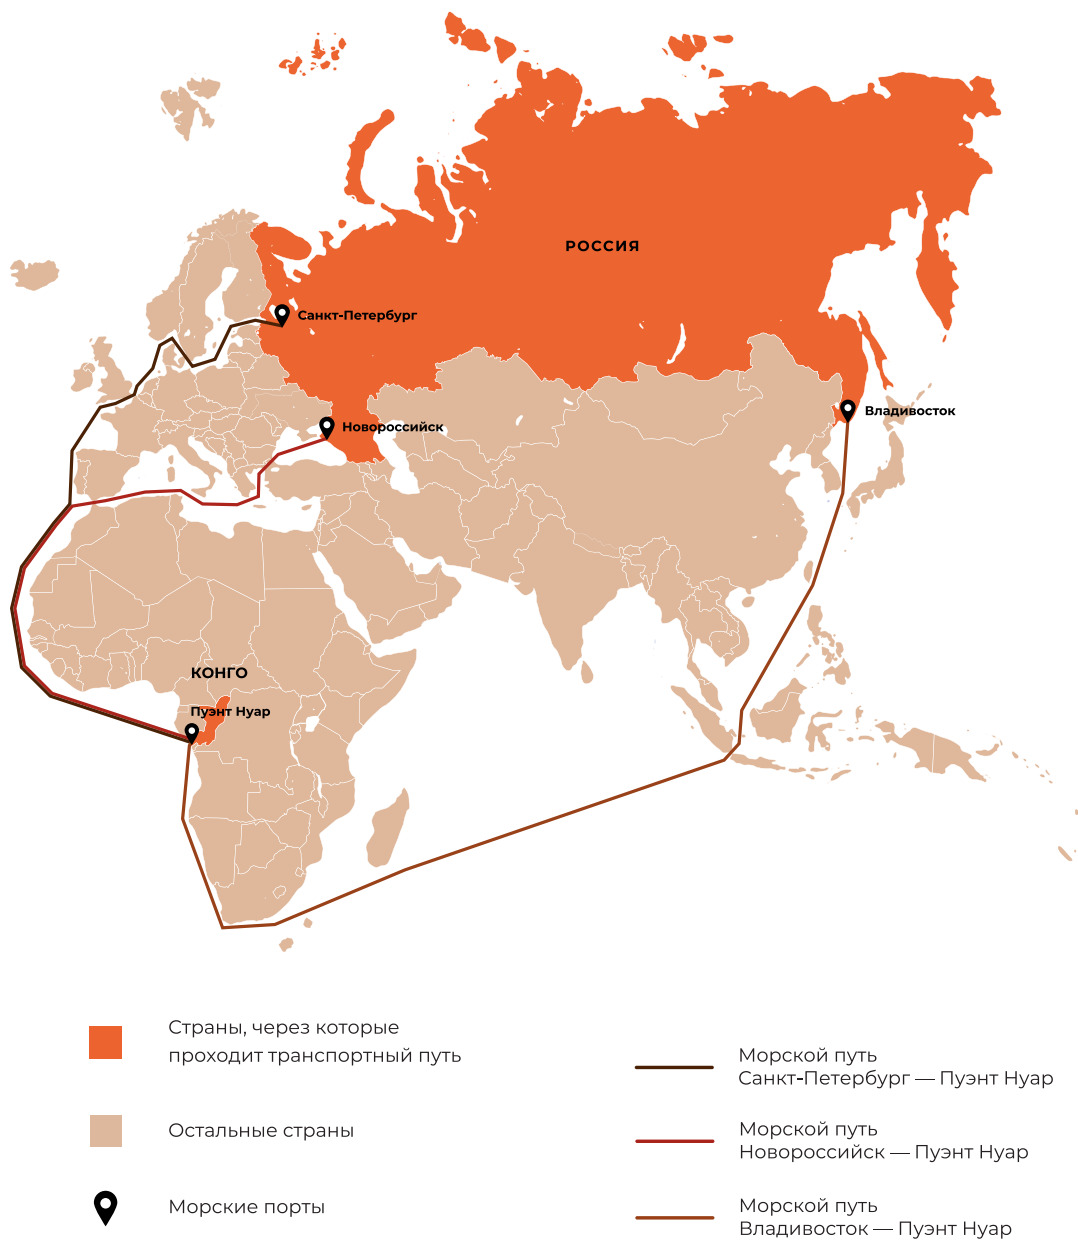 РОССИЯ
Санкт-Петербург
Владивосток
Новороссийск
КОНГО
Пуэнт Нуар
Страны, через которые
проходит транспортный путь
Остальные страны
Морские порты
Морской путь
Санкт-Петербург — Пуэнт Нуар
Морской путь
Новороссийск — Пуэнт Нуар
Морской путь
Владивосток — Пуэнт Нуар